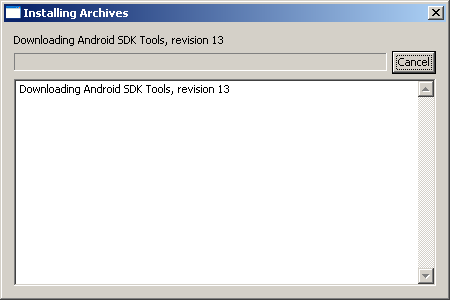 Installing Archives
Downloading Android SDK Tools, revision 13
Cancel
Downloading Android SDK Tools, revision 13